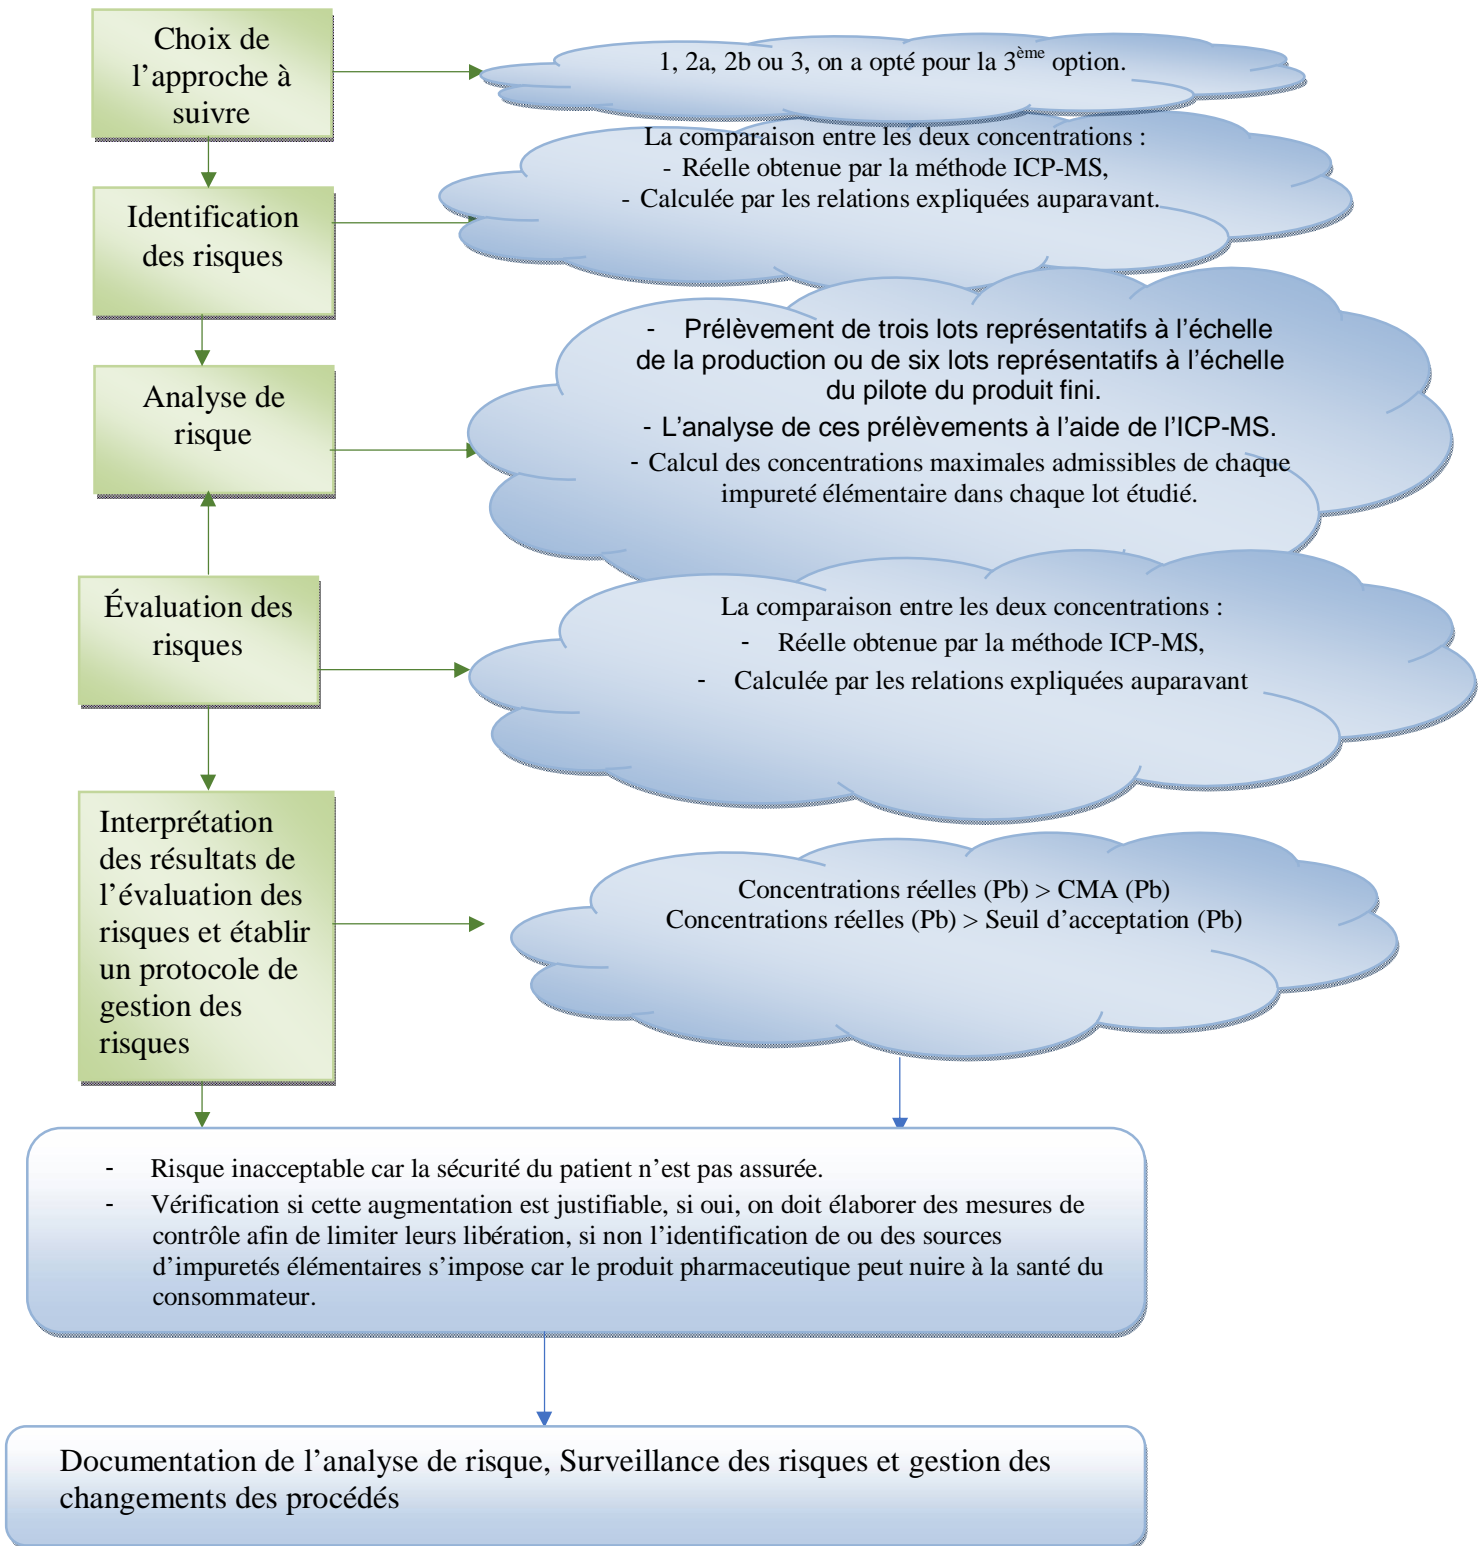 Choix de
l’approche à
suivre
1, 2a, 2b ou 3, on a opté pour la 3ème option.
Identification
des risques
La comparaison entre les deux concentrations :
- Réelle obtenue par la méthode ICP-MS,
- Calculée par les relations expliquées auparavant.
Analyse de
risque
- Prélèvement de trois lots représentatifs à l’échelle
de la production ou de six lots représentatifs à l’échelle
du pilote du produit fini.
- L’analyse de ces prélèvements à l’aide de l’ICP-MS.
- Calcul des concentrations maximales admissibles de chaque
impureté élémentaire dans chaque lot étudié.
Évaluation des
risques
La comparaison entre les deux concentrations :
- Réelle obtenue par la méthode ICP-MS,
- Calculée par les relations expliquées auparavant
Interprétation
des résultats de
l’évaluation des
risques et établir
un protocole de
gestion des
risques
Concentrations réelles (Pb) > CMA (Pb)
Concentrations réelles (Pb) > Seuil d’acceptation (Pb)
- Risque inacceptable car la sécurité du patient n’est pas assurée.
- Vérification si cette augmentation est justifiable, si oui, on doit élaborer des mesures de
contrôle afin de limiter leurs libération, si non l’identification de ou des sources
d’impuretés élémentaires s’impose car le produit pharmaceutique peut nuire à la santé du
consommateur.
Documentation de l’analyse de risque, Surveillance des risques et gestion des
changements des procédés